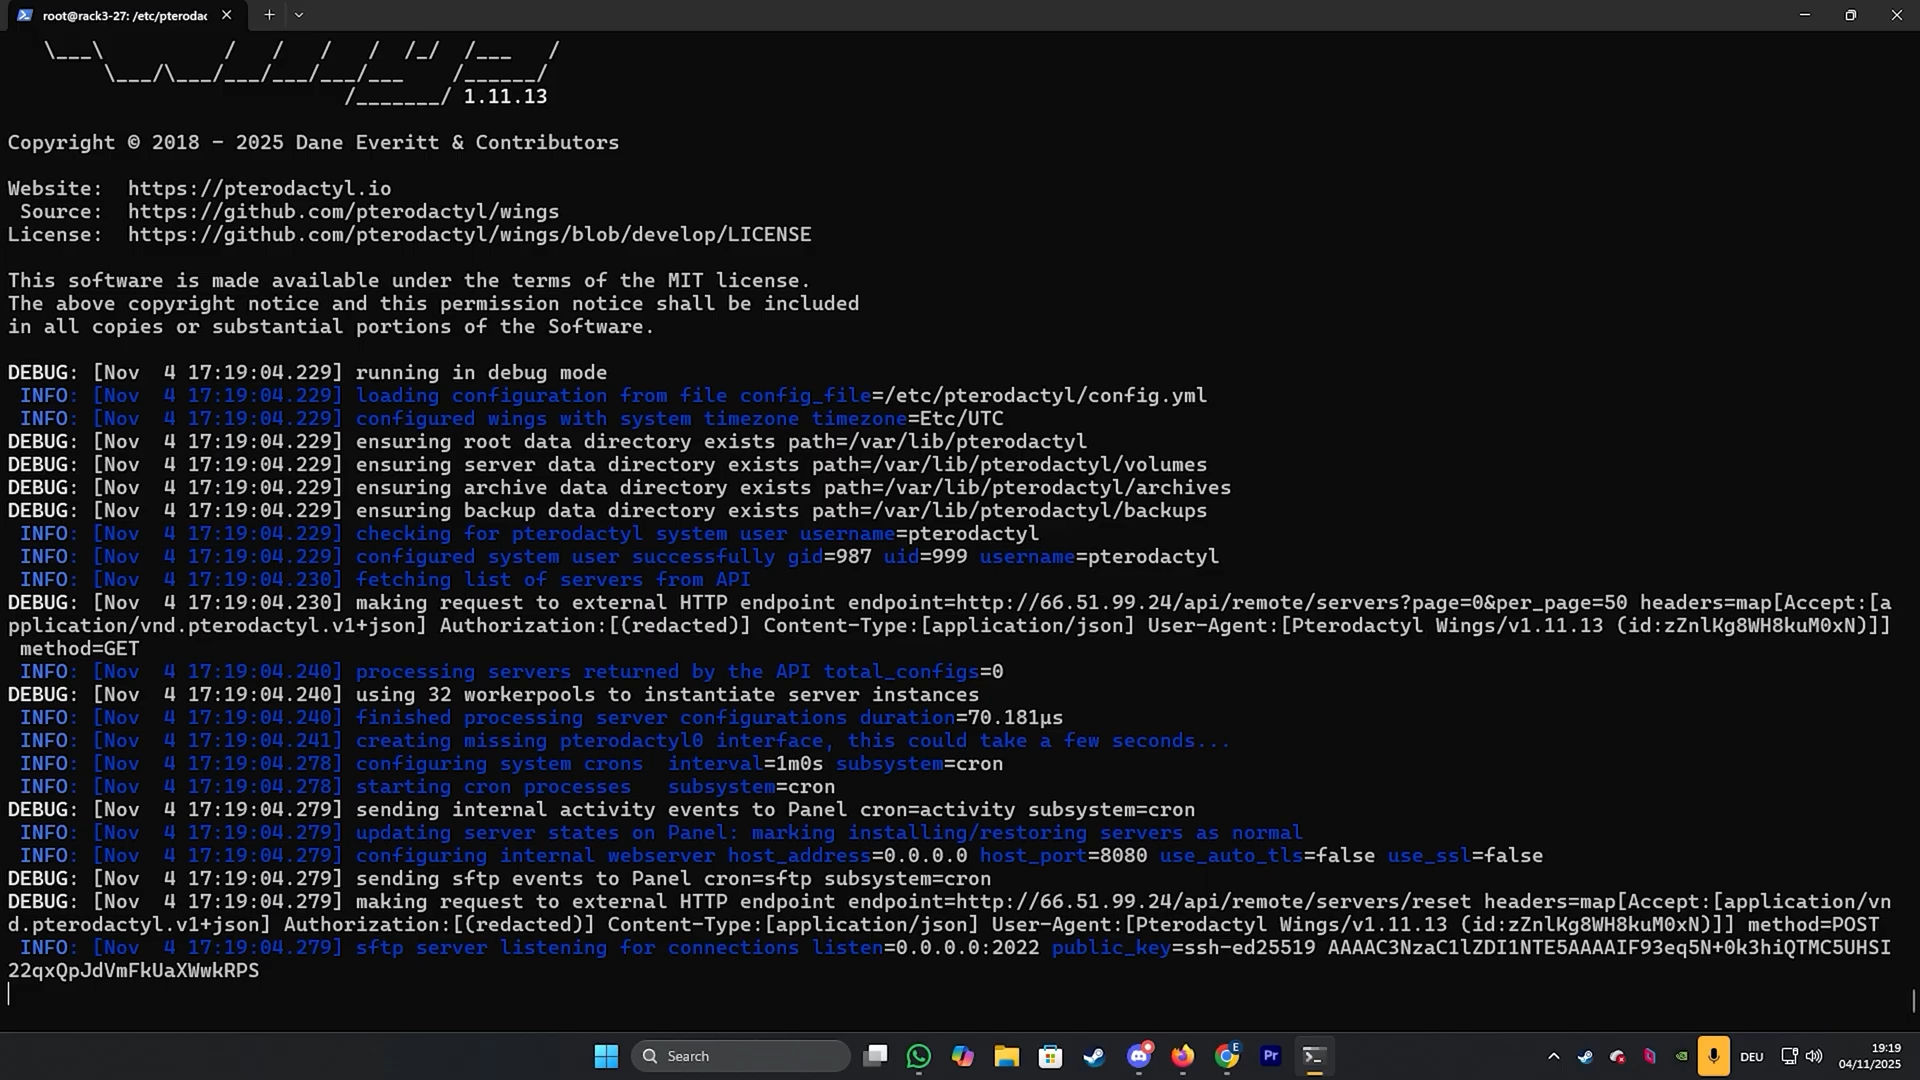 root@rack3-27: /etc/pterodac
1.11.13
Copyright © 2018 - 2025 Dane Everitt & Contributors
Website:  https://pterodactyl.io
Source:  https://github.com/pterodactyl/wings
License:  https://github.com/pterodactyl/wings/blob/develop/LICENSE
This software is made available under the terms of the MIT license.
The above copyright notice and this permission notice shall be included
in all copies or substantial portions of the Software.
DEBUG: [Nov  4 17:19:04.229] running in debug mode
INFO: [Nov  4 17:19:04.229] loading configuration from file config_file=/etc/pterodactyl/config.yml
INFO: [Nov  4 17:19:04.229] configured wings with system timezone timezone=Etc/UTC
DEBUG: [Nov  4 17:19:04.229] ensuring root data directory exists path=/var/lib/pterodactyl
DEBUG: [Nov  4 17:19:04.229] ensuring server data directory exists path=/var/lib/pterodactyl/volumes
DEBUG: [Nov  4 17:19:04.229] ensuring archive data directory exists path=/var/lib/pterodactyl/archives
DEBUG: [Nov  4 17:19:04.229] ensuring backup data directory exists path=/var/lib/pterodactyl/backups
INFO: [Nov  4 17:19:04.229] checking for pterodactyl system user username=pterodactyl
INFO: [Nov  4 17:19:04.229] configured system user successfully gid=987 uid=999 username=pterodactyl
INFO: [Nov  4 17:19:04.230] fetching list of servers from API
DEBUG: [Nov  4 17:19:04.230] making request to external HTTP endpoint endpoint=http://66.51.99.24/api/remote/servers?page=0&per_page=50 headers=map[Accept:[a
pplication/vnd.pterodactyl.v1+json] Authorization:[(redacted)] Content-Type:[application/json] User-Agent:[Pterodactyl Wings/v1.11.13 (id:zZnlKg8WH8kuM0xN)]]
method=GET
INFO: [Nov  4 17:19:04.240] processing servers returned by the API total_configs=0
DEBUG: [Nov  4 17:19:04.240] using 32 workerpools to instantiate server instances
INFO: [Nov  4 17:19:04.240] finished processing server configurations duration=70.181µs
INFO: [Nov  4 17:19:04.241] creating missing pterodactyl0 interface, this could take a few seconds...
INFO: [Nov  4 17:19:04.278] configuring system crons  interval=1m0s subsystem=cron
INFO: [Nov  4 17:19:04.278] starting cron processes   subsystem=cron
DEBUG: [Nov  4 17:19:04.279] sending internal activity events to Panel cron=activity subsystem=cron
INFO: [Nov  4 17:19:04.279] updating server states on Panel: marking installing/restoring servers as normal
INFO: [Nov  4 17:19:04.279] configuring internal webserver host_address=0.0.0.0 host_port=8080 use_auto_tls=false use_ssl=false
DEBUG: [Nov  4 17:19:04.279] sending sftp events to Panel cron=sftp subsystem=cron
DEBUG: [Nov  4 17:19:04.279] making request to external HTTP endpoint endpoint=http://66.51.99.24/api/remote/servers/reset headers=map[Accept:[application/vn
d.pterodactyl.v1+json] Authorization:[(redacted)] Content-Type:[application/json] User-Agent:[Pterodactyl Wings/v1.11.13 (id:zZnlKg8WH8kuM0xN)]] method=POST
INFO: [Nov  4 17:19:04.279] sftp server listening for connections listen=0.0.0.0:2022 public_key=ssh-ed25519 AAAAC3NzaC1lZDI1NTE5AAAAIF93eq5N+0k3hiQTMC5UHSI
22qxQpJdVmFkUaXWwkRPS
Search
E
Pr
DEU
19:19
04/11/2025